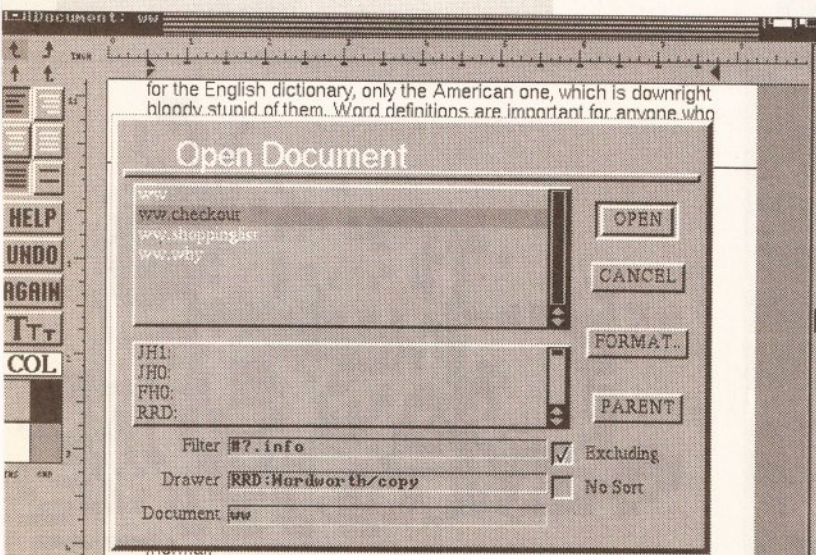 Document: ww
for the English dictionary, only the American one, which is downright
bloody stupid of them. Word definitions are important for anyone who
Open Document
ww
ww.checkout
ww.shoppinglist
ww.why
OPEN
CANCEL
FORMAT..
PARENT
JH1:
JH0:
FH0:
RRD:
Filter #?.info
Excluding
Drawer RRD:Wordworth/copy
No Sort
Document ww
HELP
UNDO
AGAIN
TTT
COL